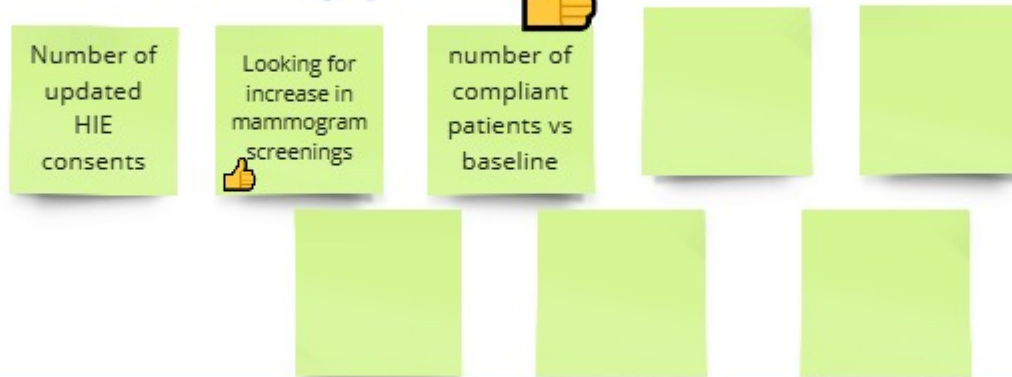 Number of
updated
HIE
consents
Looking for
increase in
mammogram
screenings
number of
compliant
patients vs
baseline